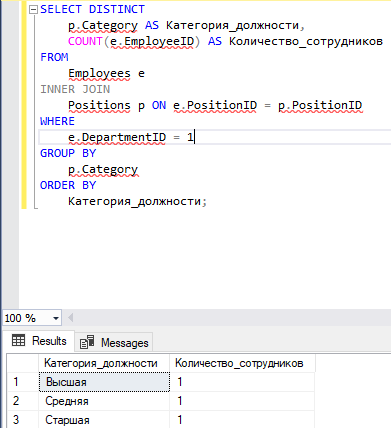 SELECT DISTINCT
p.Category AS Категория_должности,
COUNT(e.EmployeeID) AS Количество_сотрудников
FROM
Employees e
INNER JOIN
Positions p ON e.PositionID = p.PositionID
WHERE
e.DepartmentID = 1
GROUP BY
p.Category
ORDER BY
Категория_должности;
100 %
Results Messages
Категория_должности Количество_сотрудников
1 Высшая 1
2 Средняя 1
3 Старшая 1